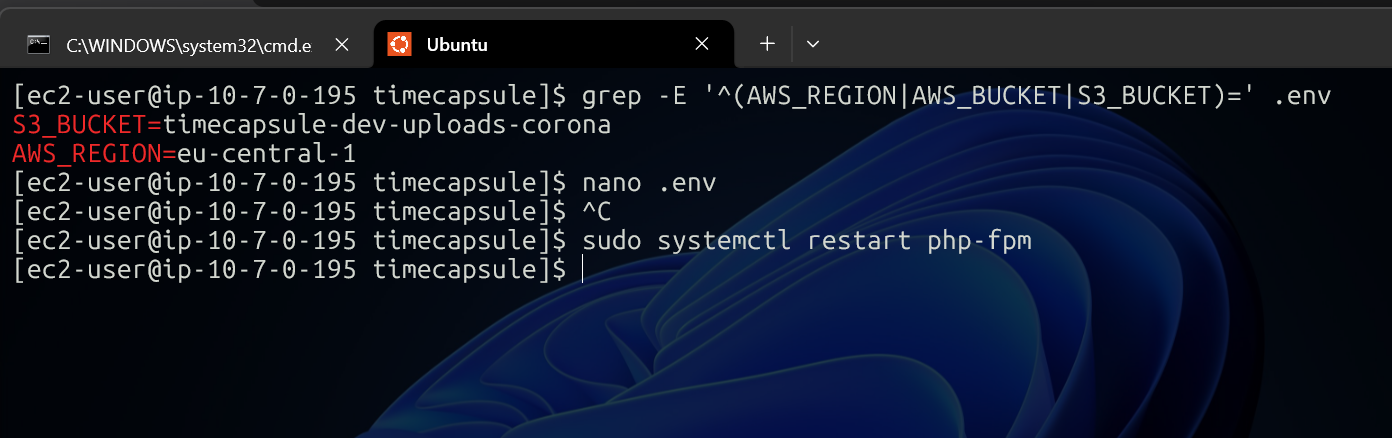 C:\WINDOWS\system32\cmd.e
Ubuntu
[ec2-user@ip-10-7-0-195 timecapsule]$ grep -E '^(AWS_REGION|AWS_BUCKET|S3_BUCKET)=' .env
S3_BUCKET=timecapsule-dev-uploads-corona
AWS_REGION=eu-central-1
[ec2-user@ip-10-7-0-195 timecapsule]$ nano .env
[ec2-user@ip-10-7-0-195 timecapsule]$ ^C
[ec2-user@ip-10-7-0-195 timecapsule]$ sudo systemctl restart php-fpm
[ec2-user@ip-10-7-0-195 timecapsule]$